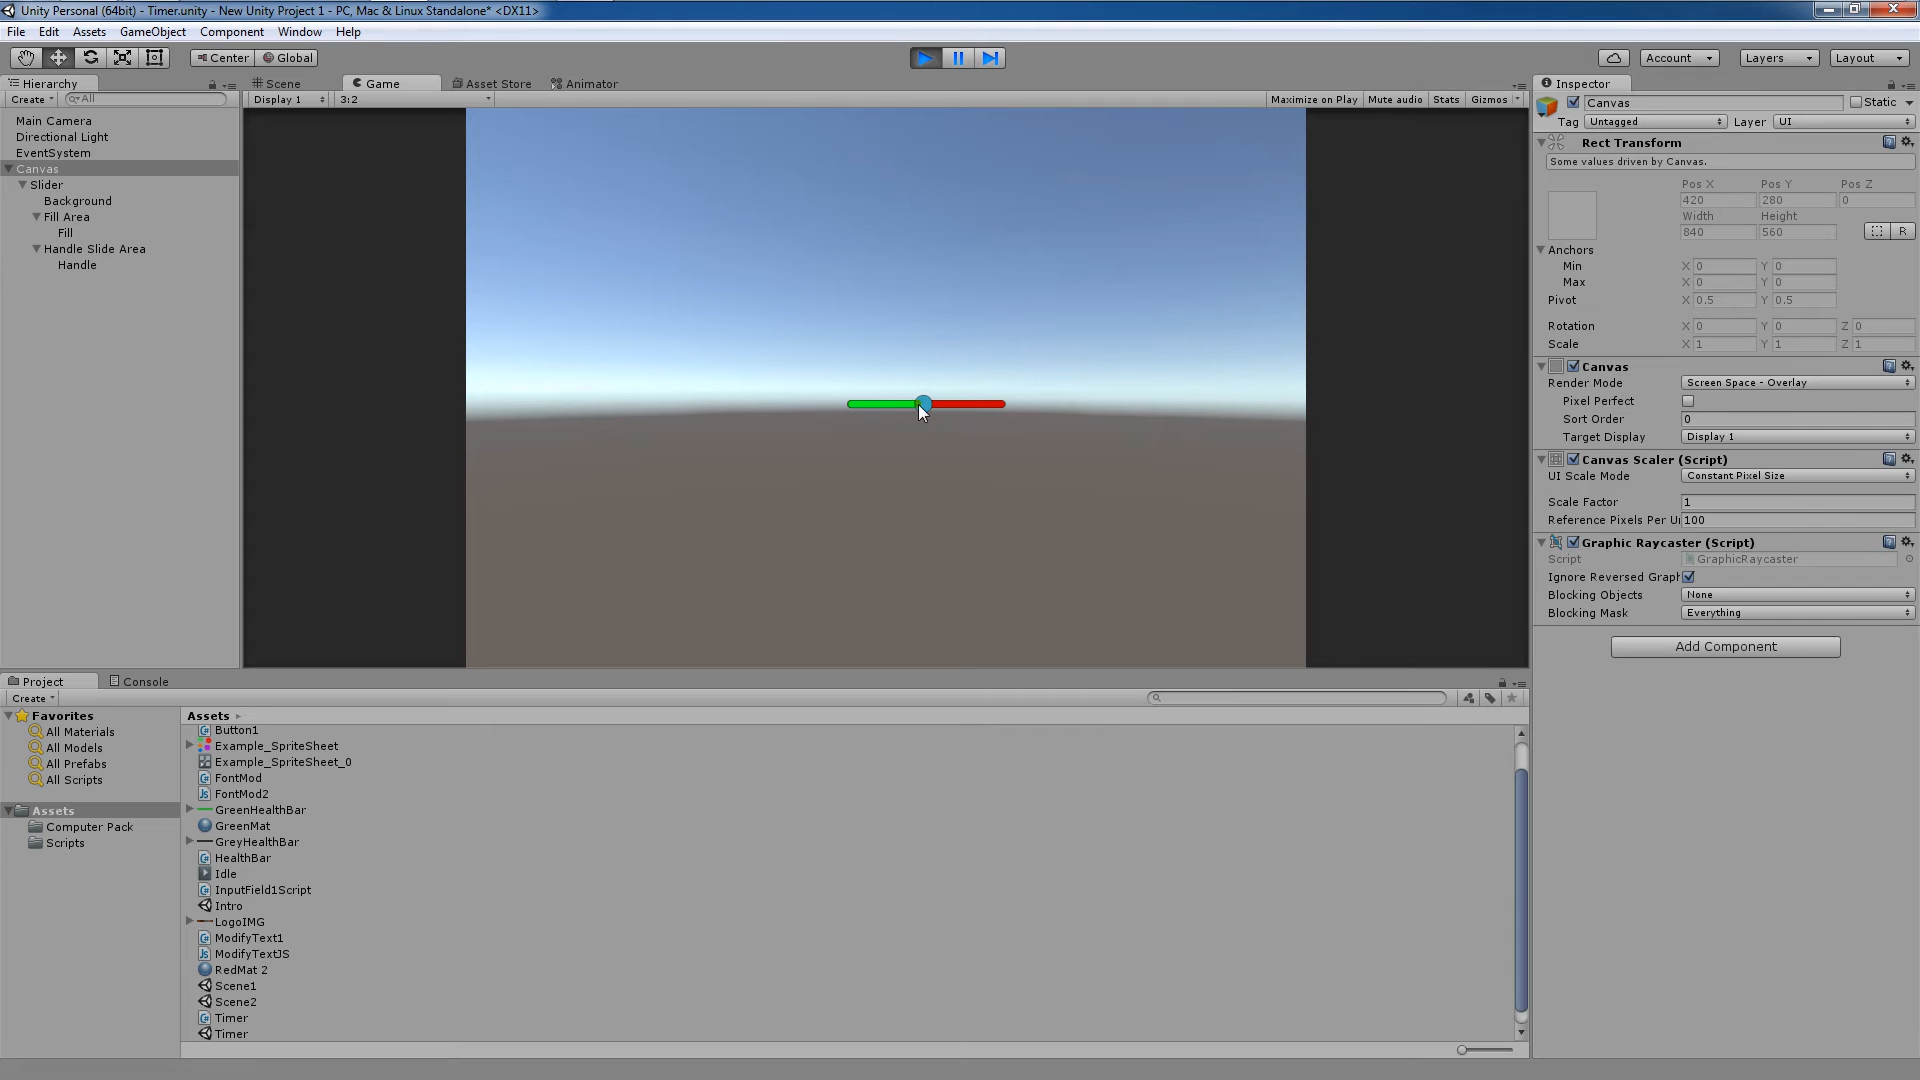 Unity Personal (64bit) - Timer.unity - New Unity Project 1 - PC, Mac & Linux Standalone* <DX11>
File Edit Assets GameObject Component Window Help
Center Global Account Layers Layout
Hierarchy Scene Game Asset Store Animator Inspector
Create All Display 1 3:2 Maximize on Play Mute audio Stats Gizmos
Canvas Static
Tag Untagged Layer UI
Main Camera
Directional Light
EventSystem
Canvas
Slider
Background
Fill Area
Fill
Handle Slide Area
Handle
Rect Transform
Some values driven by Canvas.
Pos X Pos Y Pos Z
420 280 0
Width Height
840 560 R
Anchors
Min X 0 Y 0
Max X 0 Y 0
Pivot X 0.5 Y 0.5
Rotation X 0 Y 0 Z 0
Scale X 1 Y 1 Z 1
Canvas
Render Mode Screen Space - Overlay
Pixel Perfect
Sort Order 0
Target Display Display 1
Canvas Scaler (Script)
UI Scale Mode Constant Pixel Size
Scale Factor 1
Reference Pixels Per U 100
Graphic Raycaster (Script)
Script GraphicRaycaster
Ignore Reversed Graph
Blocking Objects None
Blocking Mask Everything
Add Component
Project Console
Create
Favorites
All Materials
All Models
All Prefabs
All Scripts
Assets
Computer Pack
Scripts
Assets
Button1
Example_SpriteSheet
Example_SpriteSheet_0
FontMod
FontMod2
GreenHealthBar
GreenMat
GreyHealthBar
HealthBar
Idle
InputField1Script
Intro
LogoIMG
ModifyText1
ModifyTextJS
RedMat 2
Scene1
Scene2
Timer
Timer